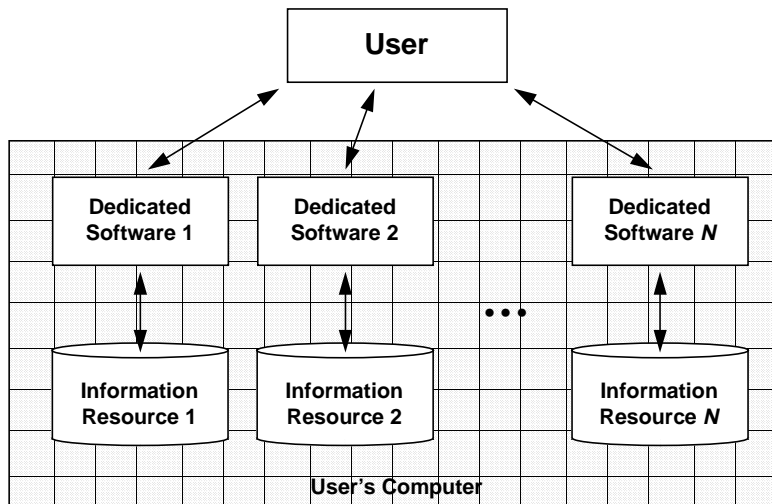 User
Dedicated
Software 1
Dedicated
Software 2
Dedicated
Software N
...
Information
Resource 1
Information
Resource 2
Information
Resource N
User's Computer